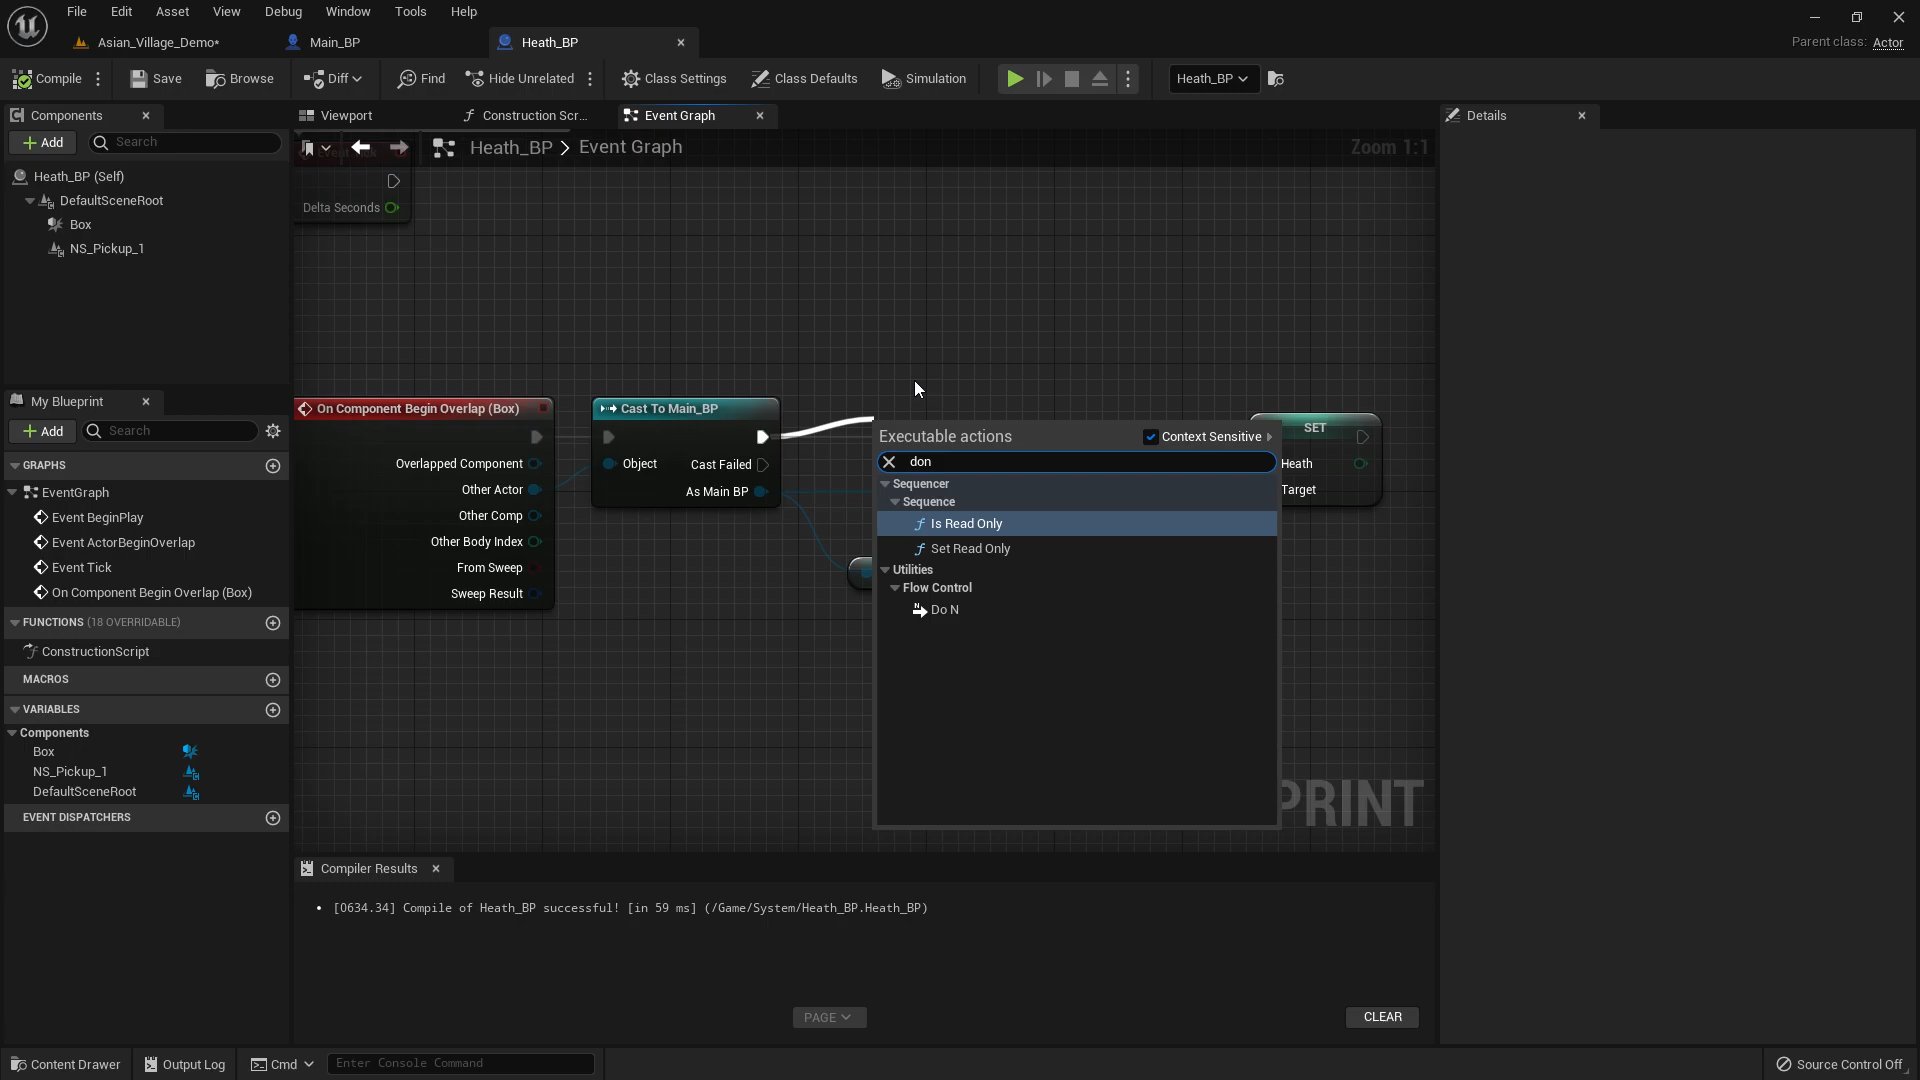 File Edit Asset View Debug Window Tools Help
Asian_Village_Demo* Main_BP Heath_BP
Parent class: Actor
Compile Save Browse Diff Find Hide Unrelated Class Settings Class Defaults Simulation Heath_BP
Components
Add Search
Heath_BP (Self)
DefaultSceneRoot
Box
NS_Pickup_1
My Blueprint
Add Search
GRAPHS
EventGraph
Event BeginPlay
Event ActorBeginOverlap
Event Tick
On Component Begin Overlap (Box)
FUNCTIONS (18 OVERRIDABLE)
ConstructionScript
MACROS
VARIABLES
Components
Box
NS_Pickup_1
DefaultSceneRoot
EVENT DISPATCHERS
Viewport Construction Scr... Event Graph
Heath_BP > Event Graph
Zoom 1:1
Delta Seconds
On Component Begin Overlap (Box)
Overlapped Component
Other Actor
Other Comp
Other Body Index
From Sweep
Sweep Result
Cast To Main_BP
Object Cast Failed
As Main BP
Executable actions Context Sensitive
don
Sequencer
Sequence
Is Read Only
Set Read Only
Utilities
Flow Control
Do N
SET
Heath
Target
PRINT
Compiler Results
• [0634.34] Compile of Heath_BP successful! [in 59 ms] (/Game/System/Heath_BP.Heath_BP)
PAGE
CLEAR
Details
Content Drawer Output Log Cmd Enter Console Command
Source Control Off